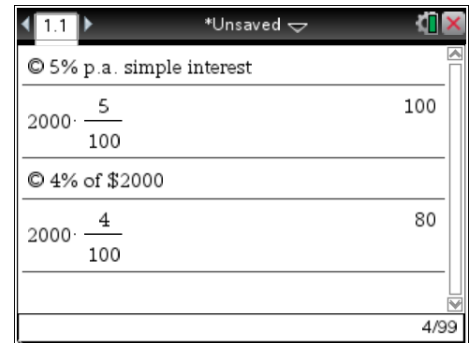 1.1 *Unsaved
© 5% p.a. simple interest
2000· 5/100 100
© 4% of $2000
2000· 4/100 80
4/99